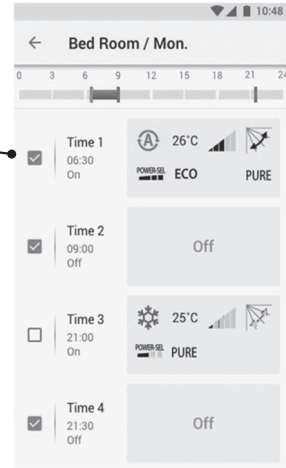 10:48
Bed Room / Mon.
0 3 6 9 12 15 18 21 24
Time 1
06:30
On
A 26°C
POWER-SEL ECO PURE
Time 2
09:00
Off
Off
Time 3
21:00
On
25°C
POWER-SEL PURE
Time 4
21:30
Off
Off